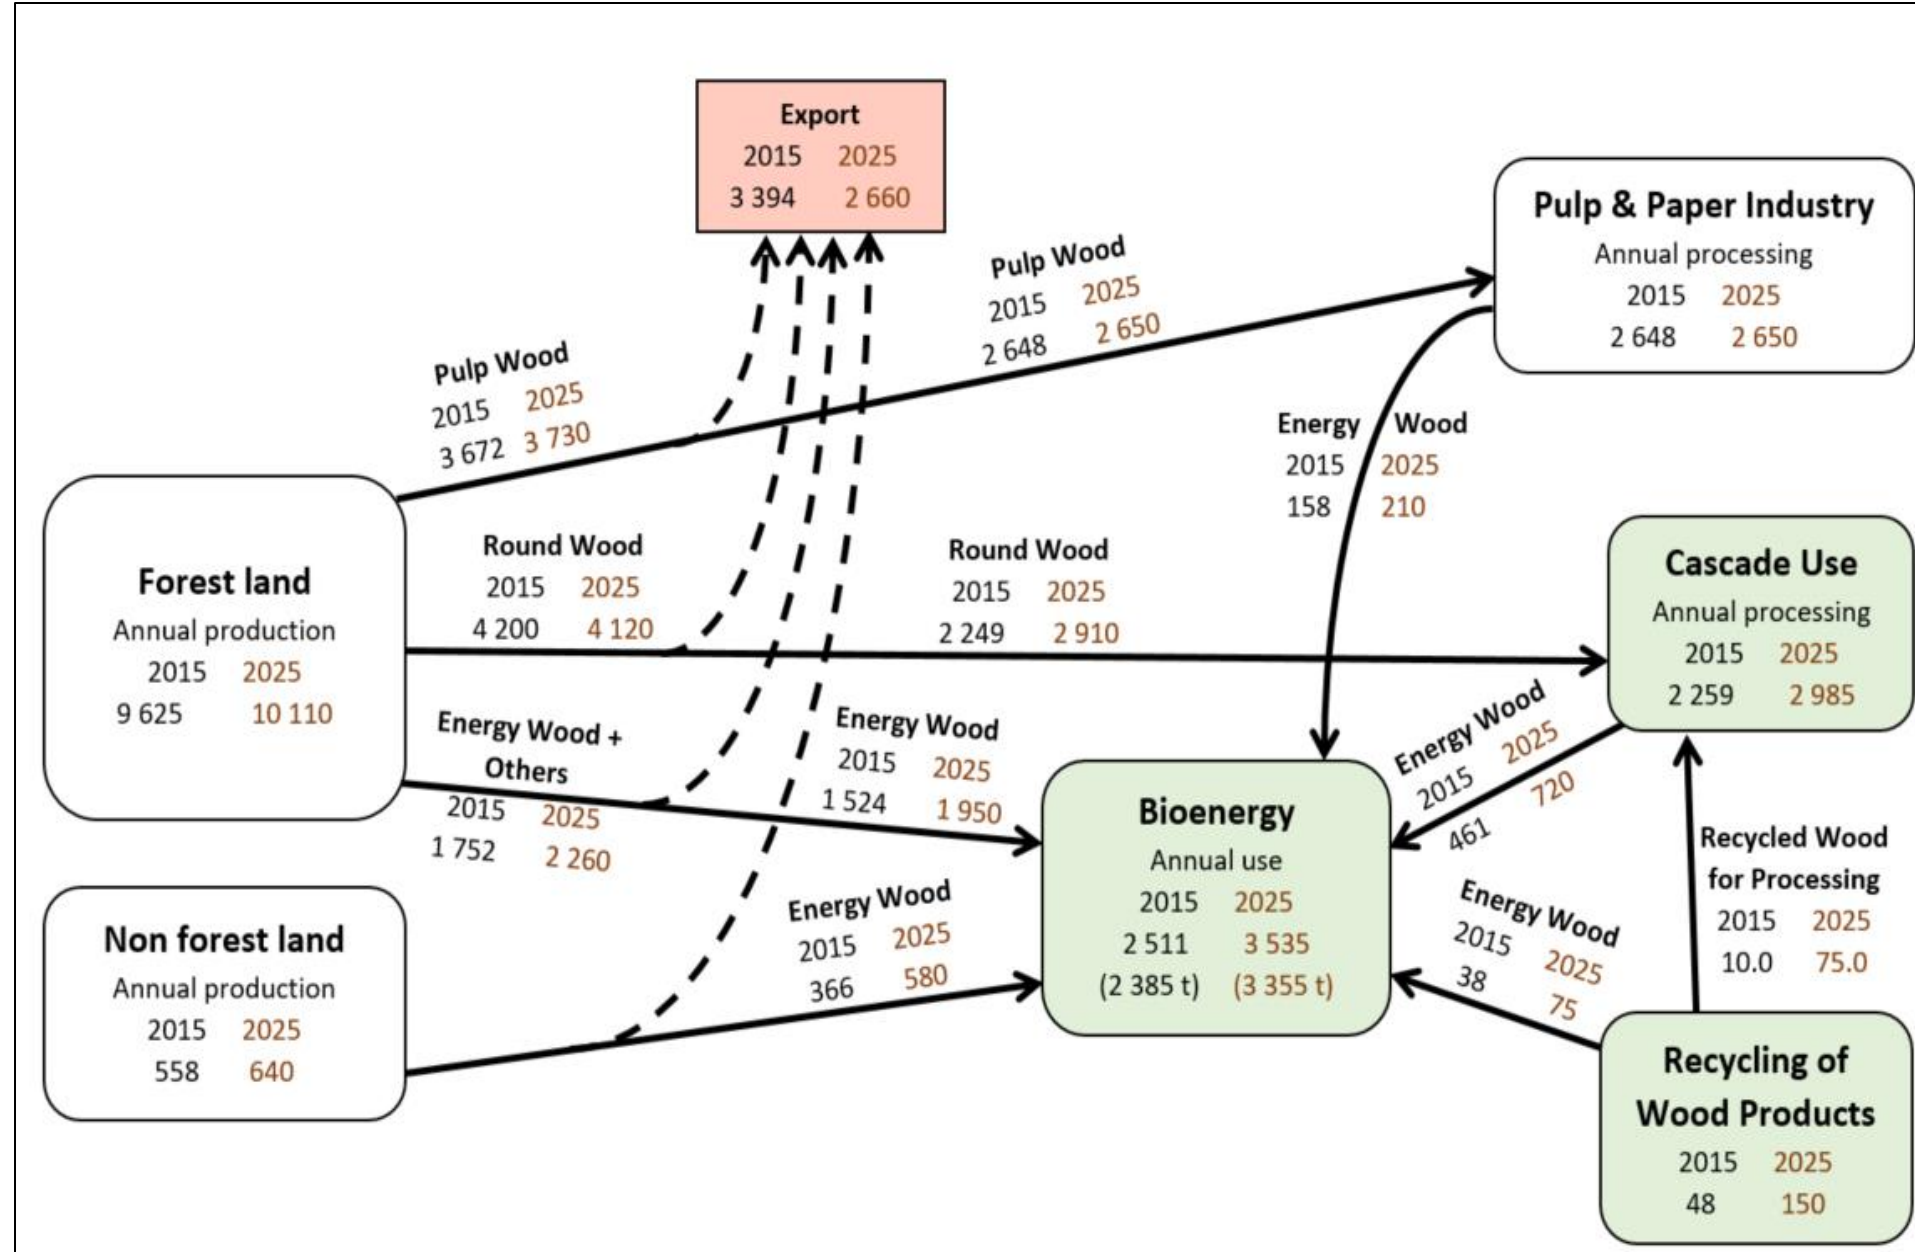 Export
2015 2025
3 394 2 660
Pulp & Paper Industry
Annual processing
2015 2025
2 648 2 650
Pulp Wood
2015 2025
2 648 2 650
Pulp Wood
2015 2025
3 672 3 730
Energy Wood
2015 2025
158 210
Forest land
Annual production
2015 2025
9 625 10 110
Round Wood
2015 2025
4 200 4 120
Round Wood
2015 2025
2 249 2 910
Cascade Use
Annual processing
2015 2025
2 259 2 985
Energy Wood +
Others
2015 2025
1 752 2 260
Energy Wood
2015 2025
1 524 1 950
Energy Wood
2015 2025
461 720
Bioenergy
Annual use
2015 2025
2 511 3 535
(2 385 t) (3 355 t)
Recycled Wood
for Processing
2015 2025
10.0 75.0
Non forest land
Annual production
2015 2025
558 640
Energy Wood
2015 2025
366 580
Energy Wood
2015 2025
38 75
Recycling of
Wood Products
2015 2025
48 150